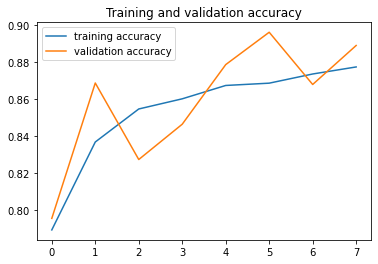 Training and validation accuracy
training accuracy
validation accuracy
0.90
0.88
0.86
0.84
0.82
0.80
0 1 2 3 4 5 6 7